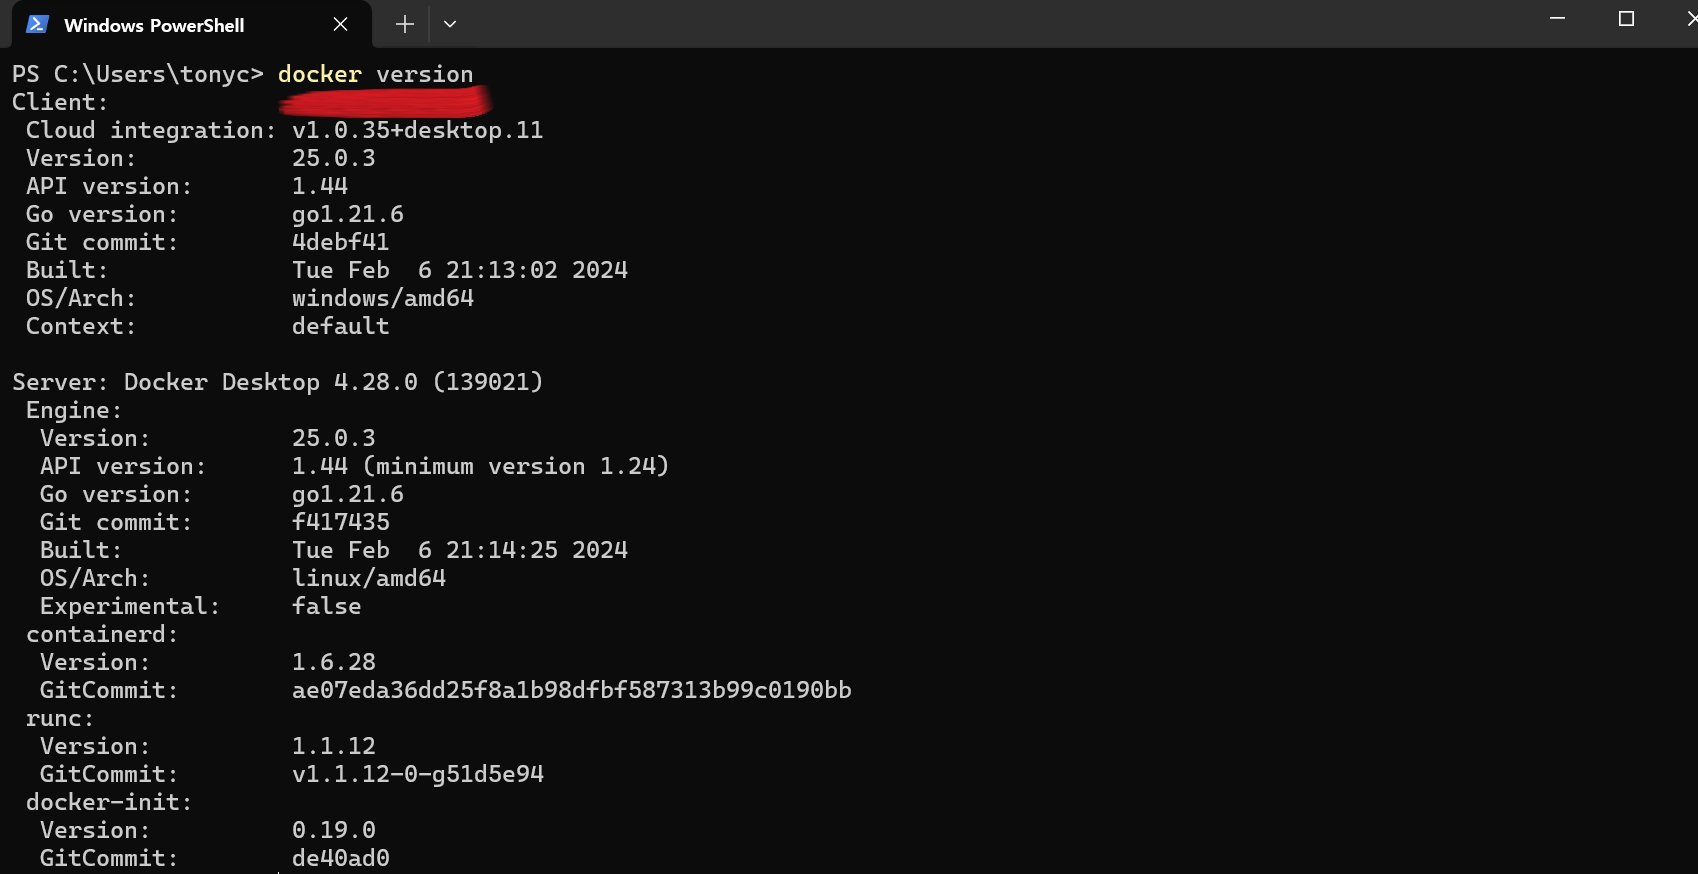 Windows PowerShell
PS C:\Users\tonyc> docker version
Client:
 Cloud integration: v1.0.35+desktop.11
 Version:           25.0.3
 API version:       1.44
 Go version:        go1.21.6
 Git commit:        4debf41
 Built:             Tue Feb  6 21:13:02 2024
 OS/Arch:           windows/amd64
 Context:           default

Server: Docker Desktop 4.28.0 (139021)
 Engine:
  Version:          25.0.3
  API version:      1.44 (minimum version 1.24)
  Go version:       go1.21.6
  Git commit:       f417435
  Built:            Tue Feb  6 21:14:25 2024
  OS/Arch:          linux/amd64
  Experimental:     false
 containerd:
  Version:          1.6.28
  GitCommit:        ae07eda36dd25f8a1b98dfbf587313b99c0190bb
 runc:
  Version:          1.1.12
  GitCommit:        v1.1.12-0-g51d5e94
 docker-init:
  Version:          0.19.0
  GitCommit:        de40ad0